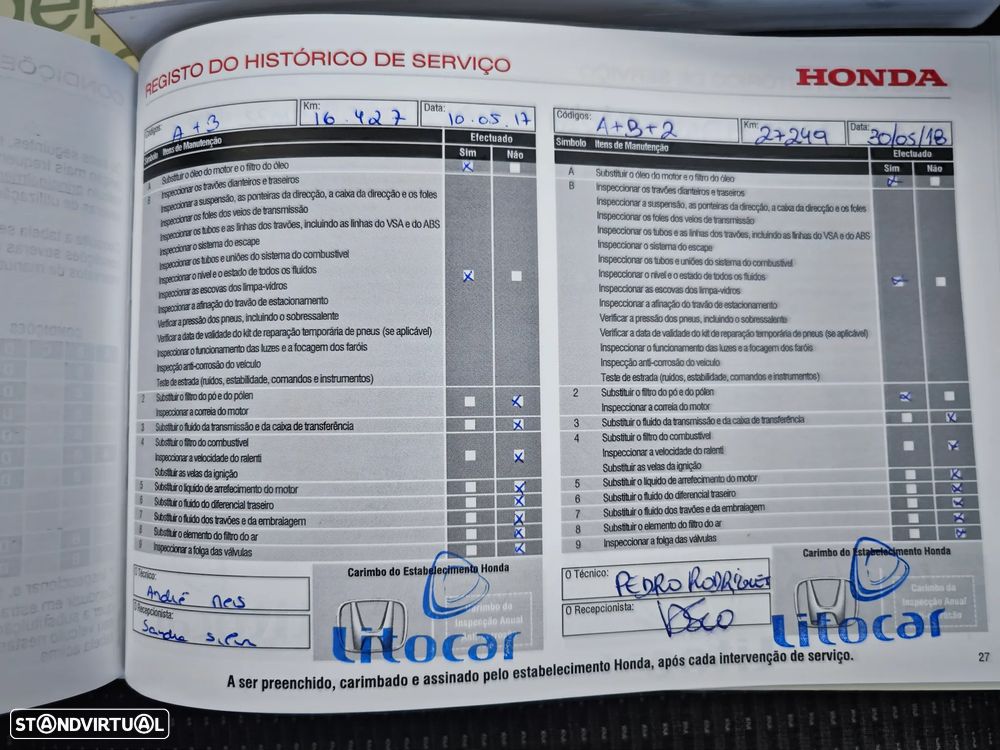 REGISTO DO HISTÓRICO DE SERVIÇO
HONDA
Códigos: A+3
Km: 16.427
Data: 10.05.17
Símbolo Itens de Manutenção
Efectuado
Sim Não
A Substituir o óleo do motor e o filtro do óleo
B Inspeccionar os travões dianteiros e traseiros
Inspeccionar a suspensão, as ponteiras da direcção, a caixa da direcção e os foles
Inspeccionar os foles dos veios de transmissão
Inspeccionar os tubos e as linhas dos travões, incluindo as linhas do VSA e do ABS
Inspeccionar o sistema do escape
Inspeccionar os tubos e uniões do sistema do combustível
Inspeccionar o nível e o estado de todos os fluidos
Inspeccionar as escovas dos limpa-vidros
Inspeccionar a afinação do travão de estacionamento
Verificar a pressão dos pneus, incluindo o sobressalente
Verificar a data de validade do kit de reparação temporária de pneus (se aplicável)
Inspeccionar o funcionamento das luzes e a focagem dos faróis
Inspecção anti-corrosão do veículo
Teste de estrada (ruídos, estabilidade, comandos e instrumentos)
2 Substituir o filtro do pó e do pólen
Inspeccionar a correia do motor
3 Substituir o fluido da transmissão e da caixa de transferência
4 Substituir o filtro do combustível
Inspeccionar a velocidade do ralenti
Substituir as velas da ignição
5 Substituir o líquido de arrefecimento do motor
6 Substituir o fluido do diferencial traseiro
7 Substituir o fluido dos travões e da embraiagem
8 Substituir o elemento do filtro do ar
9 Inspeccionar a folga das válvulas
O Técnico: André
O Recepcionista: Sandra
Carimbo do Estabelecimento Honda
Carimbo da
Inspecção Anual
Litocar
Códigos: A+B+2
Km: 27249
Data: 30/05/18
Símbolo Itens de Manutenção
Efectuado
Sim Não
A Substituir o óleo do motor e o filtro do óleo
B Inspeccionar os travões dianteiros e traseiros
Inspeccionar a suspensão, as ponteiras da direcção, a caixa da direcção e os foles
Inspeccionar os foles dos veios de transmissão
Inspeccionar os tubos e as linhas dos travões, incluindo as linhas do VSA e do ABS
Inspeccionar o sistema do escape
Inspeccionar os tubos e uniões do sistema do combustível
Inspeccionar o nível e o estado de todos os fluidos
Inspeccionar as escovas dos limpa-vidros
Inspeccionar a afinação do travão de estacionamento
Verificar a pressão dos pneus, incluindo o sobressalente
Verificar a data de validade do kit de reparação temporária de pneus (se aplicável)
Inspeccionar o funcionamento das luzes e a focagem dos faróis
Inspecção anti-corrosão do veículo
Teste de estrada (ruídos, estabilidade, comandos e instrumentos)
2 Substituir o filtro do pó e do pólen
Inspeccionar a correia do motor
3 Substituir o fluido da transmissão e da caixa de transferência
4 Substituir o filtro do combustível
Inspeccionar a velocidade do ralenti
Substituir as velas da ignição
5 Substituir o líquido de arrefecimento do motor
6 Substituir o fluido do diferencial traseiro
7 Substituir o fluido dos travões e da embraiagem
8 Substituir o elemento do filtro do ar
9 Inspeccionar a folga das válvulas
O Técnico: PEDRO RODRIGUES
O Recepcionista:
Carimbo do Estabelecimento Honda
Carimbo da
Inspecção Anual
Litocar
A ser preenchido, carimbado e assinado pelo estabelecimento Honda, após cada intervenção de serviço.
27
STANDVIRTUAL